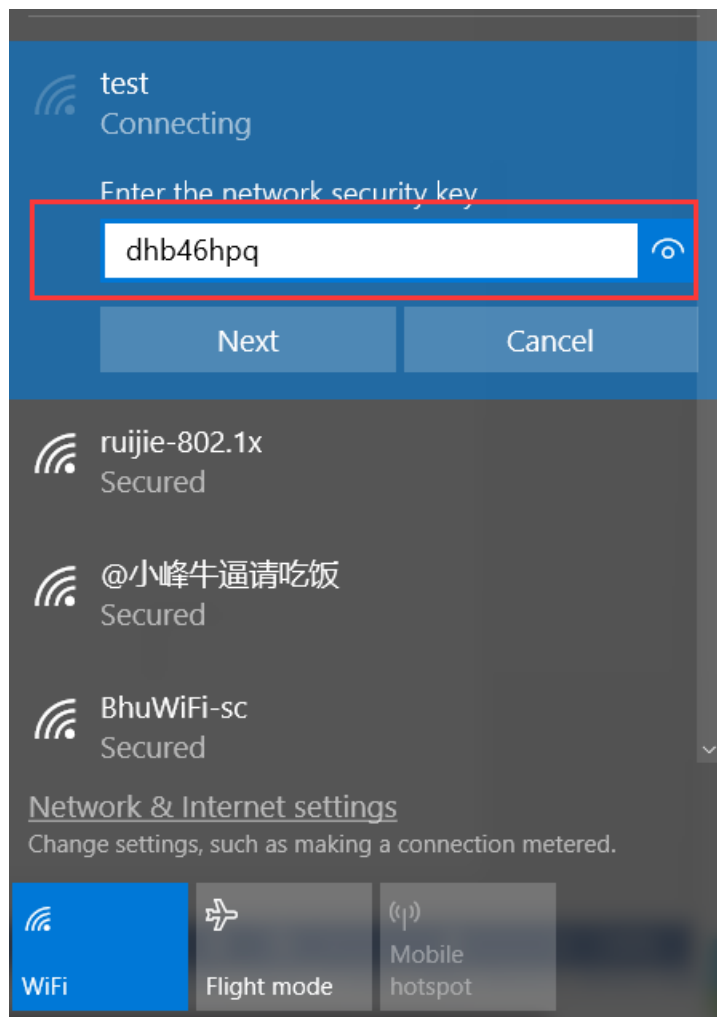 test
Connecting
Enter the network security key
dhb46hpq
Next
Cancel
ruijie-802.1x
Secured
@小峰牛逼请吃饭
Secured
BhuWiFi-sc
Secured
Network & Internet settings
Change settings, such as making a connection metered.
WiFi
Flight mode
Mobile
hotspot